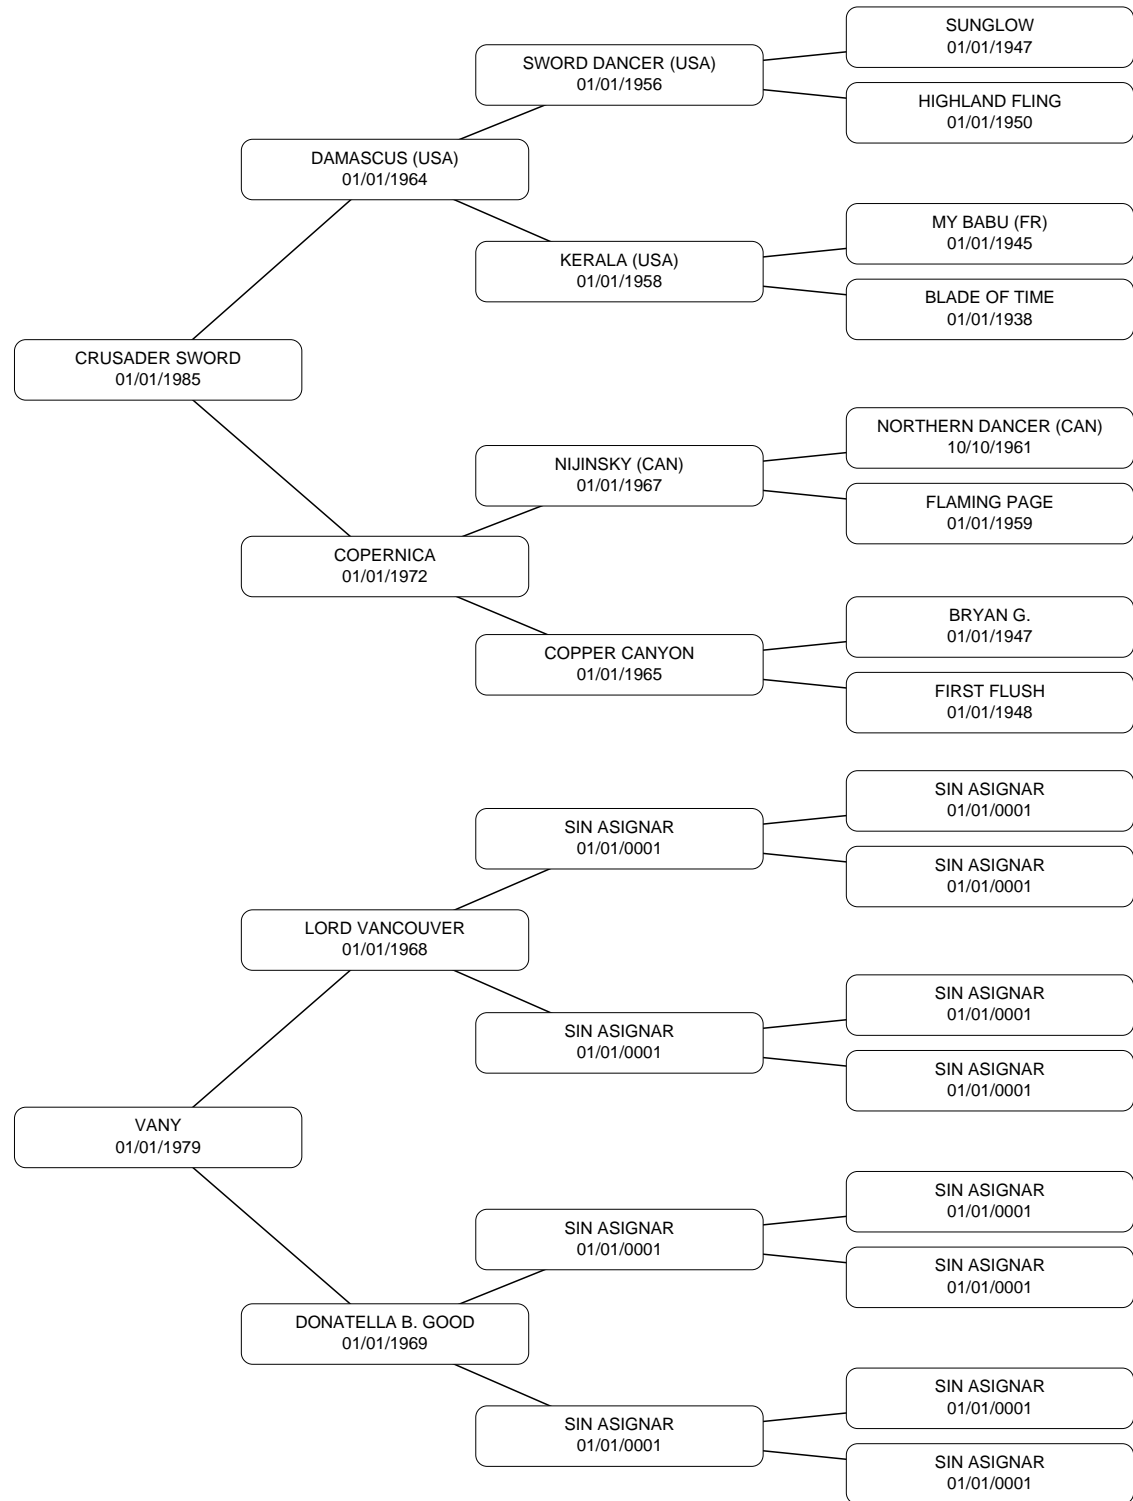 SUNGLOW
01/01/1947
SWORD DANCER (USA)
01/01/1956
HIGHLAND FLING
01/01/1950
DAMASCUS (USA)
01/01/1964
MY BABU (FR)
01/01/1945
KERALA (USA)
01/01/1958
BLADE OF TIME
01/01/1938
CRUSADER SWORD
01/01/1985
NORTHERN DANCER (CAN)
10/10/1961
NIJINSKY (CAN)
01/01/1967
FLAMING PAGE
01/01/1959
COPERNICA
01/01/1972
BRYAN G.
01/01/1947
COPPER CANYON
01/01/1965
FIRST FLUSH
01/01/1948
SIN ASIGNAR
01/01/0001
SIN ASIGNAR
01/01/0001
SIN ASIGNAR
01/01/0001
LORD VANCOUVER
01/01/1968
SIN ASIGNAR
01/01/0001
SIN ASIGNAR
01/01/0001
SIN ASIGNAR
01/01/0001
VANY
01/01/1979
SIN ASIGNAR
01/01/0001
SIN ASIGNAR
01/01/0001
SIN ASIGNAR
01/01/0001
DONATELLA B. GOOD
01/01/1969
SIN ASIGNAR
01/01/0001
SIN ASIGNAR
01/01/0001
SIN ASIGNAR
01/01/0001